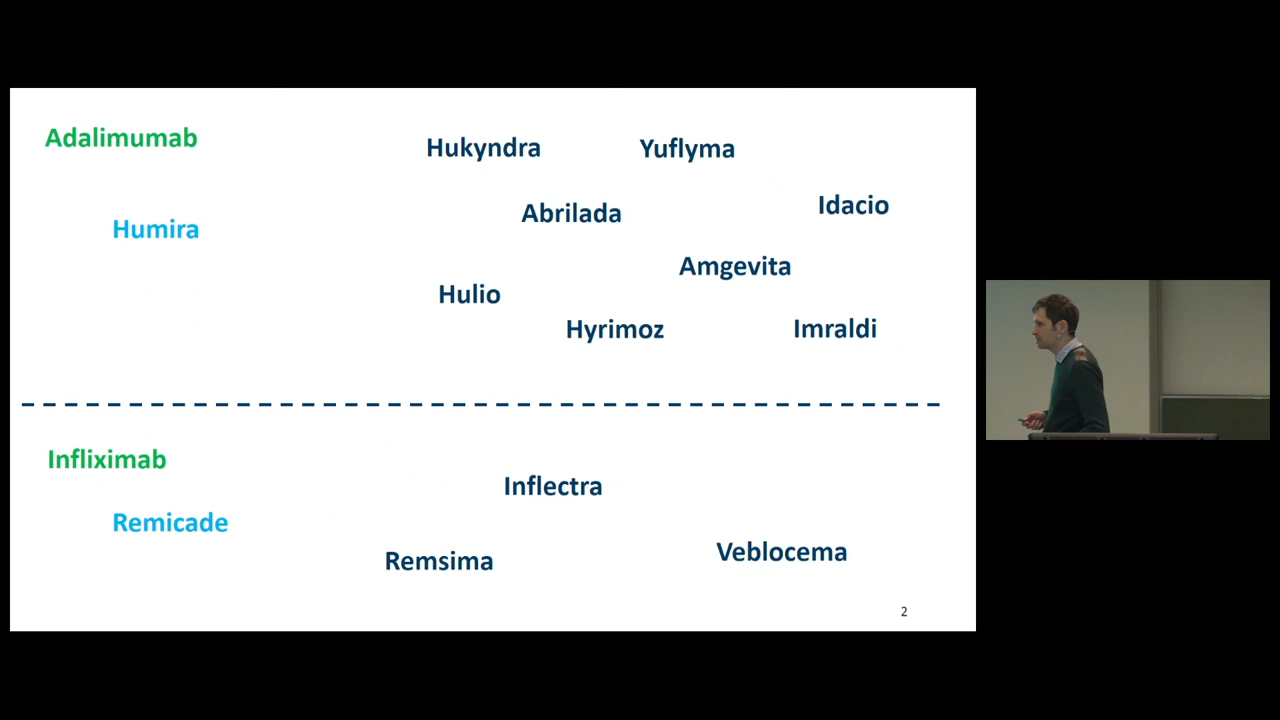 Adalimumab
Hukyndra Yuflyma
Abrilada Idacio
Humira
Amgevita
Hulio
Hyrimoz Imraldi
Infliximab
Inflectra
Remicade
Veblocema
Remsima
2